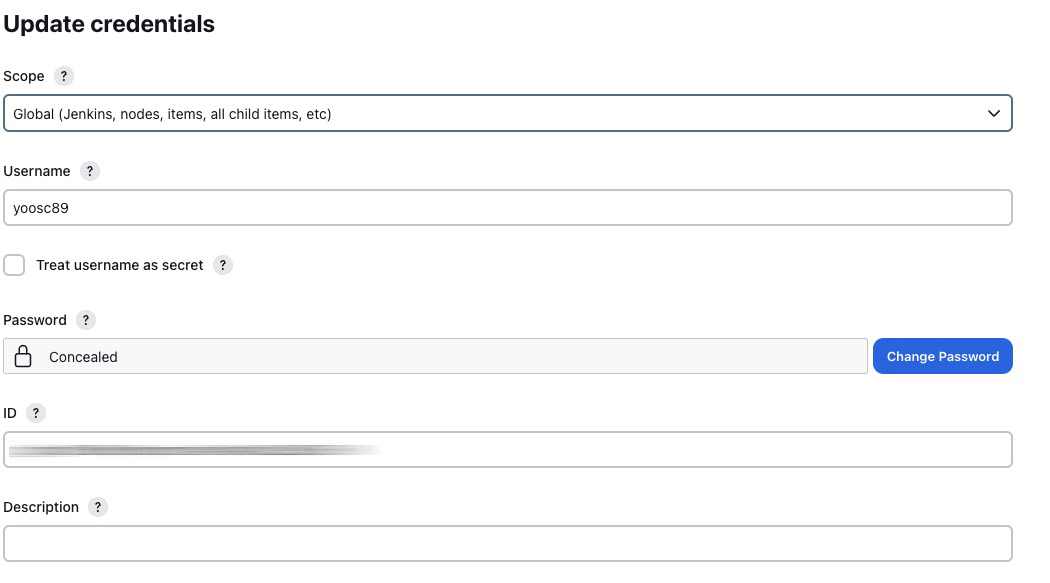 Update credentials
Scope ?
Global (Jenkins, nodes, items, all child items, etc)
Username ?
yoosc89
Treat username as secret ?
Password ?
Concealed
Change Password
ID ?
Description ?